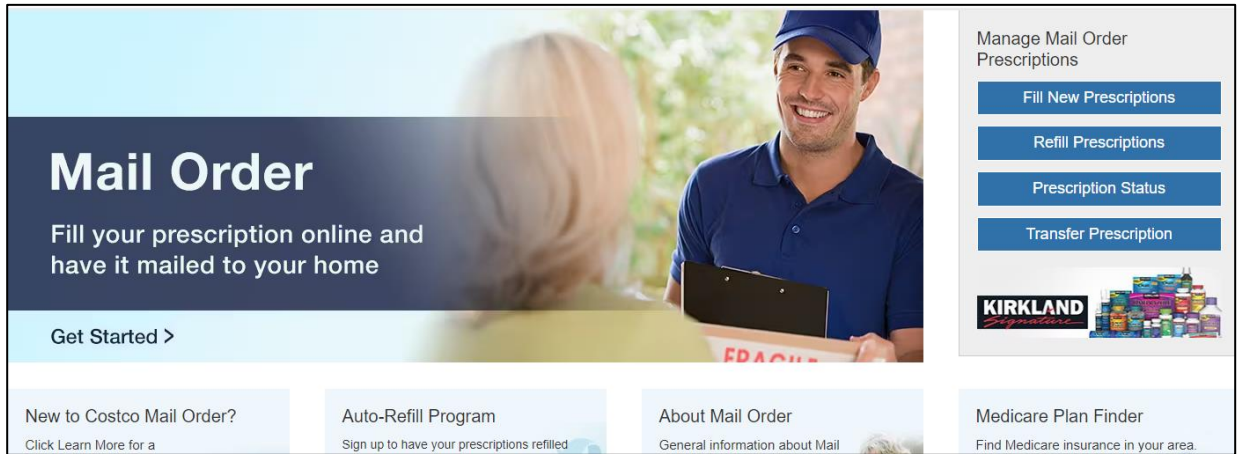 Mail Order
Fill your prescription online and
have it mailed to your home
Get Started >
FRAGILE
Manage Mail Order
Prescriptions
Fill New Prescriptions
Refill Prescriptions
Prescription Status
Transfer Prescription
KIRKLAND
Signature
New to Costco Mail Order?
Click Learn More for a
Auto-Refill Program
Sign up to have your prescriptions refilled
About Mail Order
General information about Mail
Medicare Plan Finder
Find Medicare insurance in your area.